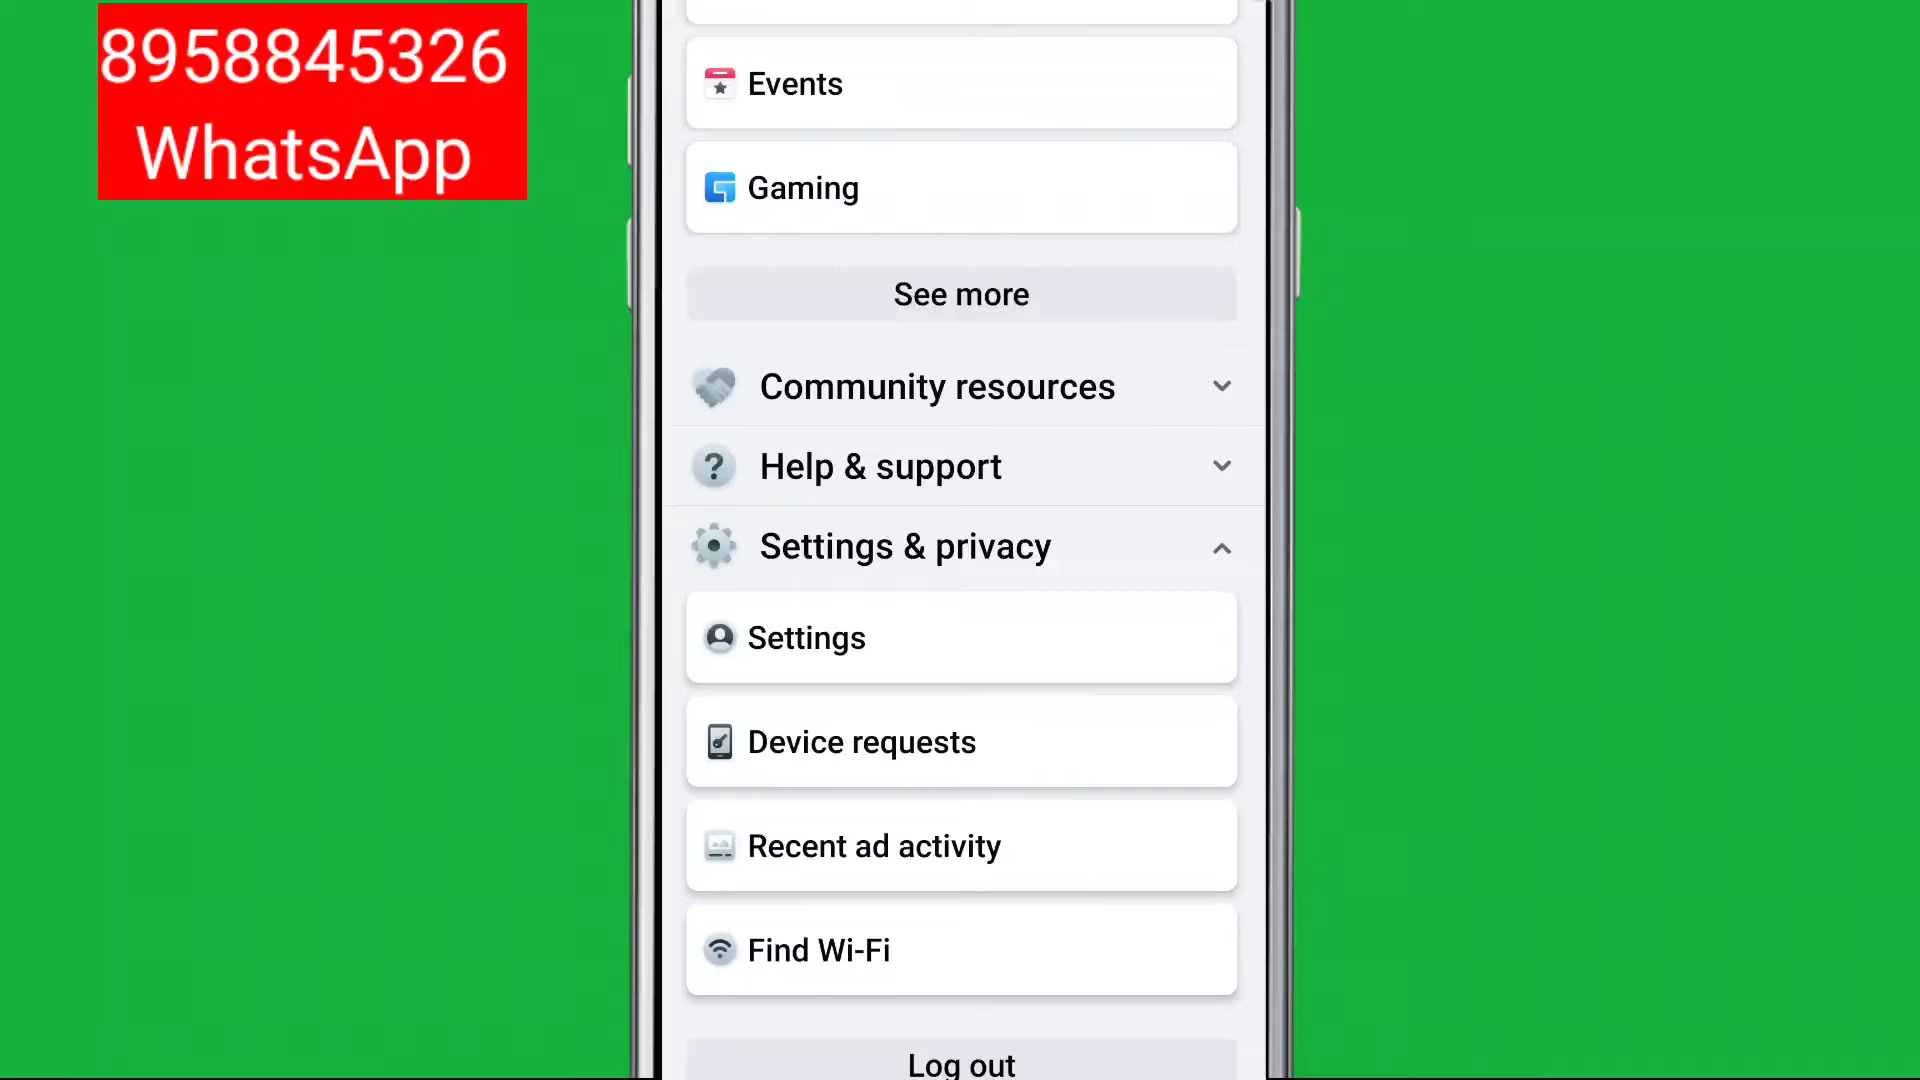 8958845326
WhatsApp
Events
Gaming
See more
Community resources
Help & support
Settings & privacy
Settings
Device requests
Recent ad activity
Find Wi-Fi
Log out